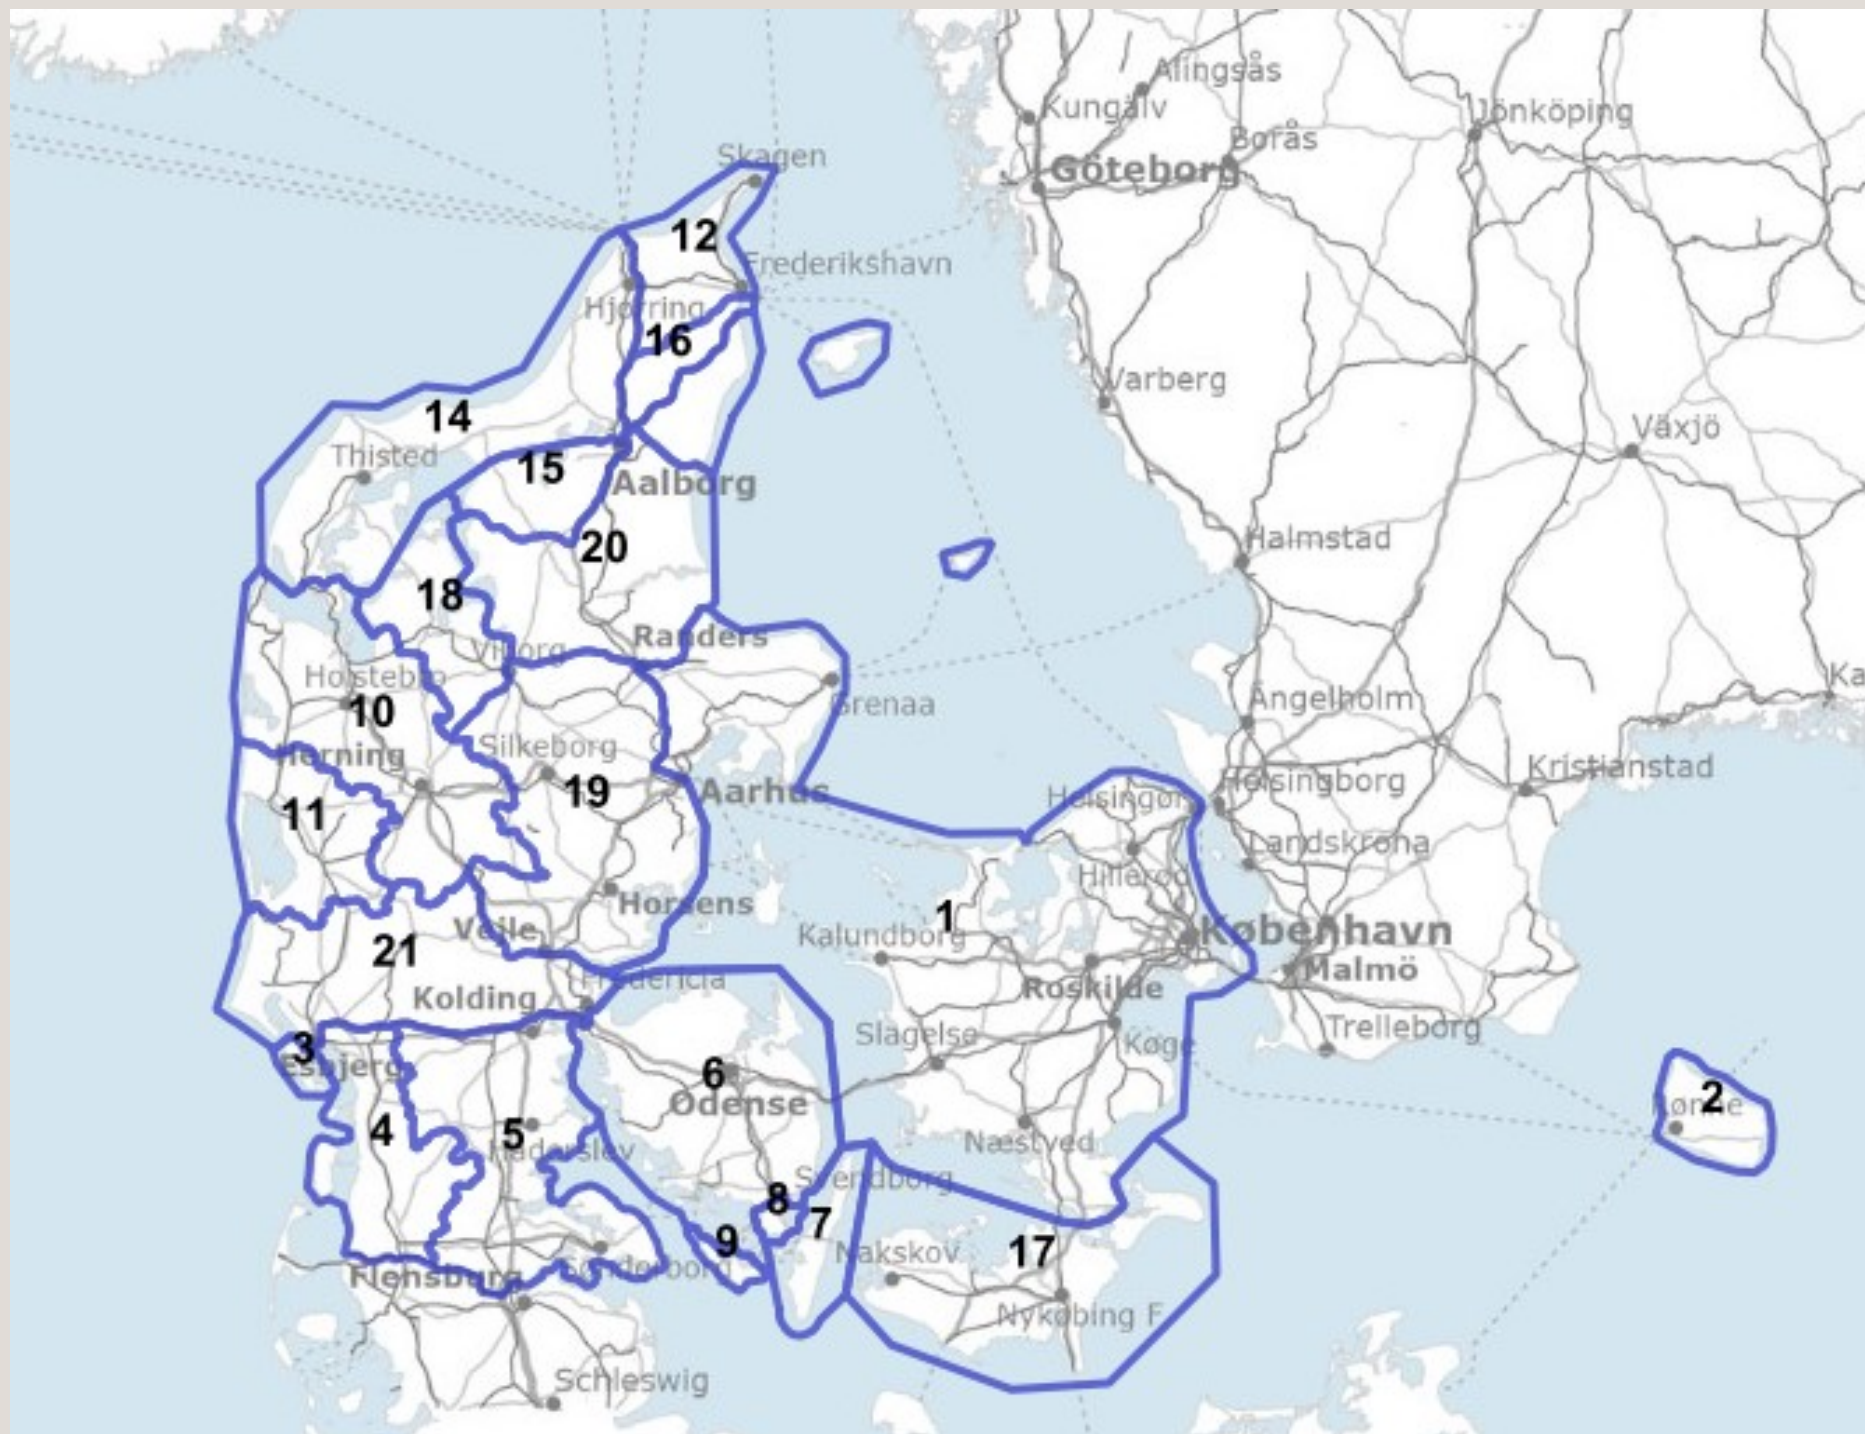 Alingsås
Kungälv
Jönköping
Borås
Göteborg
Skagen
12
Frederikshavn
Hjørring
16
Varberg
14
Växjö
Thisted
15
Aalborg
Halmstad
20
18
Randers
Viborg
Holstebro
Ka
Grenaa
Ängelholm
10
Herning
Silkeborg
Kristianstad
19
Aarhus
Helsingør
Helsingborg
11
Landskrona
Hillerød
Horsens
1
Vejle
Kalundborg
København
21
Malmö
Fredericia
Kolding
Roskilde
Slagelse
Trelleborg
Køge
3
Esbjerg
6
Odense
2
Rønne
4
5
Haderslev
Næstved
Svendborg
8
7
9
Nakskov
17
Sønderborg
Flensburg
Nykøbing F
Schleswig